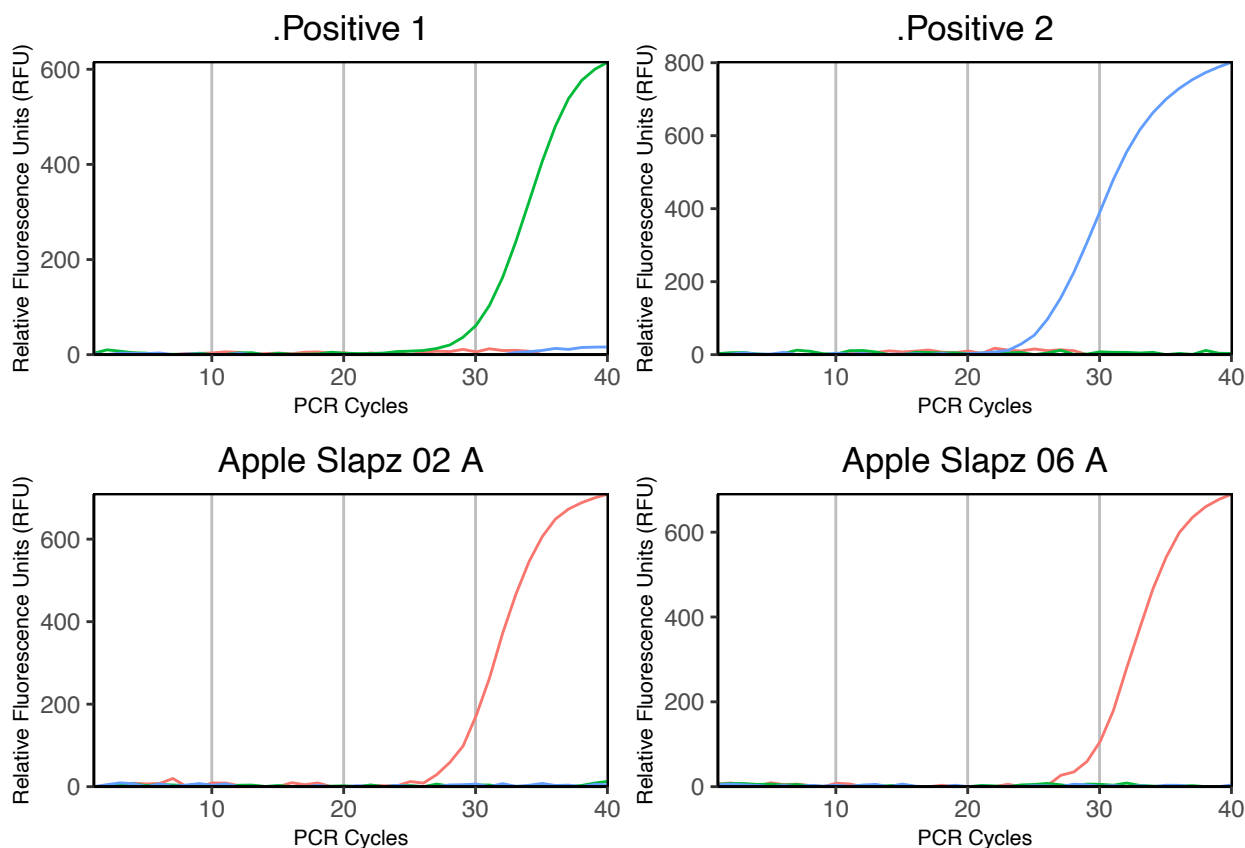 .Positive 1
Relative Fluorescence Units (RFU)
600
400
200
0
10 20 30 40
PCR Cycles
.Positive 2
Relative Fluorescence Units (RFU)
800
600
400
200
0
10 20 30 40
PCR Cycles
Apple Slapz 02 A
Relative Fluorescence Units (RFU)
600
400
200
0
10 20 30 40
PCR Cycles
Apple Slapz 06 A
Relative Fluorescence Units (RFU)
600
400
200
0
10 20 30 40
PCR Cycles